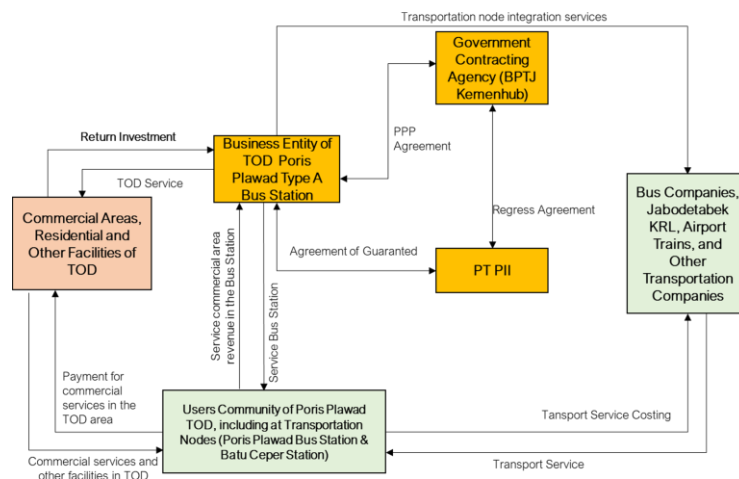 Transportation node integration services
Government
Contracting
Agency (BPTJ
Kemenhub)
PPP
Agreement
Return Investment
Business Entity of
TOD Poris
Plawad Type A
Bus Station
TOD Service
Commercial Areas,
Residential and
Other Facilities of
TOD
Regress Agreement
Bus Companies,
Jabodetabek
KRL, Airport
Trains, and
Other
Transportation
Companies
Agreement of Guaranted
PT PII
Service commercial area
revenue in the Bus Station
Service Bus Station
Payment for
commercial
services in the
TOD area
Users Community of Poris Plawad
TOD, including at Transportation
Nodes (Poris Plawad Bus Station &
Batu Ceper Station)
Tansport Service Costing
Transport Service
Commercial services and
other facilities in TOD